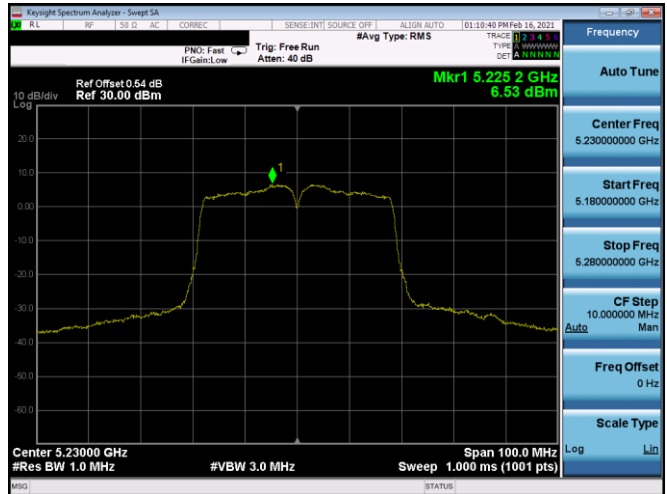 Keysight Spectrum Analyzer - Swept SA
RL RF 50 Ω AC CORREC SENSE:INT SOURCE OFF ALIGN AUTO 01:10:40 PM Feb 16, 2021
#Avg Type: RMS
TRACE 1 2 3 4 5 6
TYPE A WWWWW
DET A NNNNN
PNO: Fast
IFGain:Low
Trig: Free Run
Atten: 40 dB
Ref Offset 0.54 dB
Ref 30.00 dBm
10 dB/div
Log
Mkr1 5.225 2 GHz
6.53 dBm
1
20.0
10.0
0.00
-10.0
-20.0
-30.0
-40.0
-50.0
-60.0
Center 5.23000 GHz
Span 100.0 MHz
#Res BW 1.0 MHz
#VBW 3.0 MHz
Sweep 1.000 ms (1001 pts)
MSG
STATUS
Frequency
Auto Tune
Center Freq
5.230000000 GHz
Start Freq
5.180000000 GHz
Stop Freq
5.280000000 GHz
CF Step
10.000000 MHz
Auto Man
Freq Offset
0 Hz
Scale Type
Log Lin